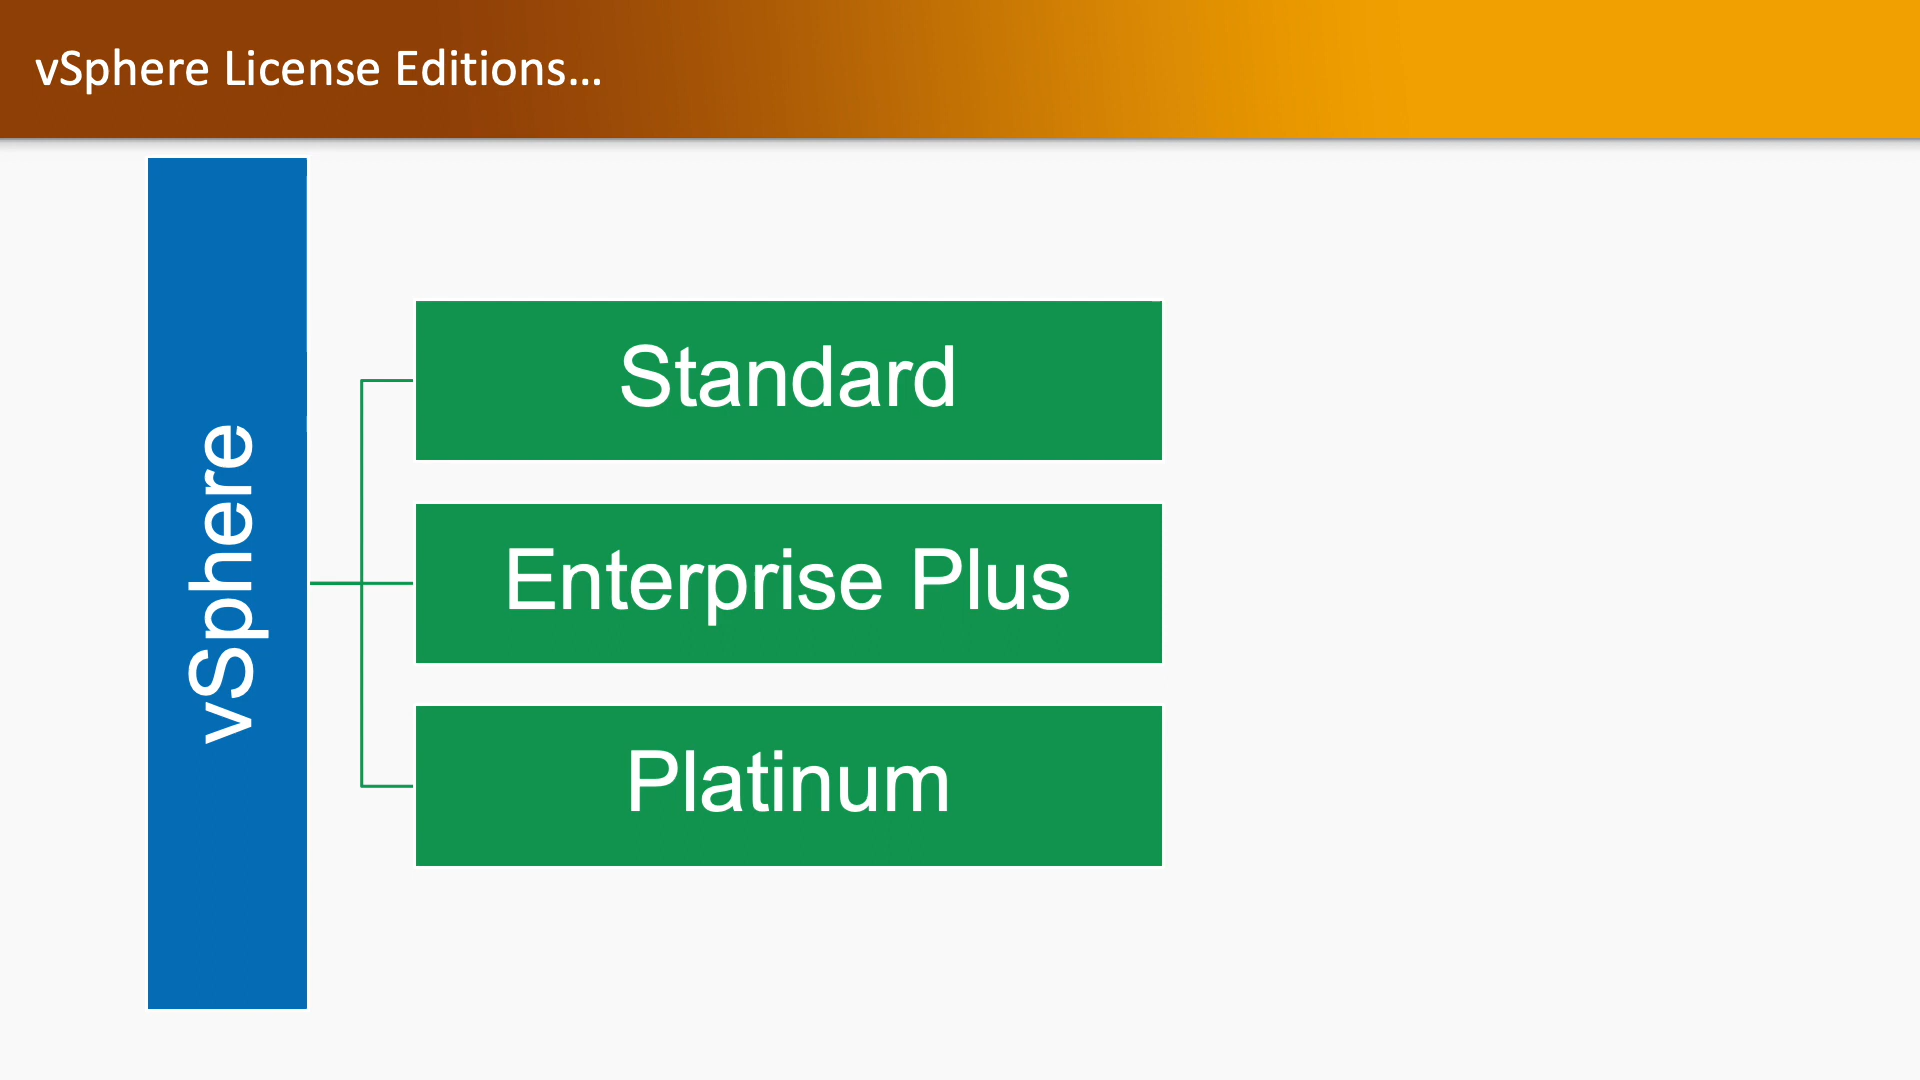 vSphere License Editions...
vSphere
Standard
Enterprise Plus
Platinum